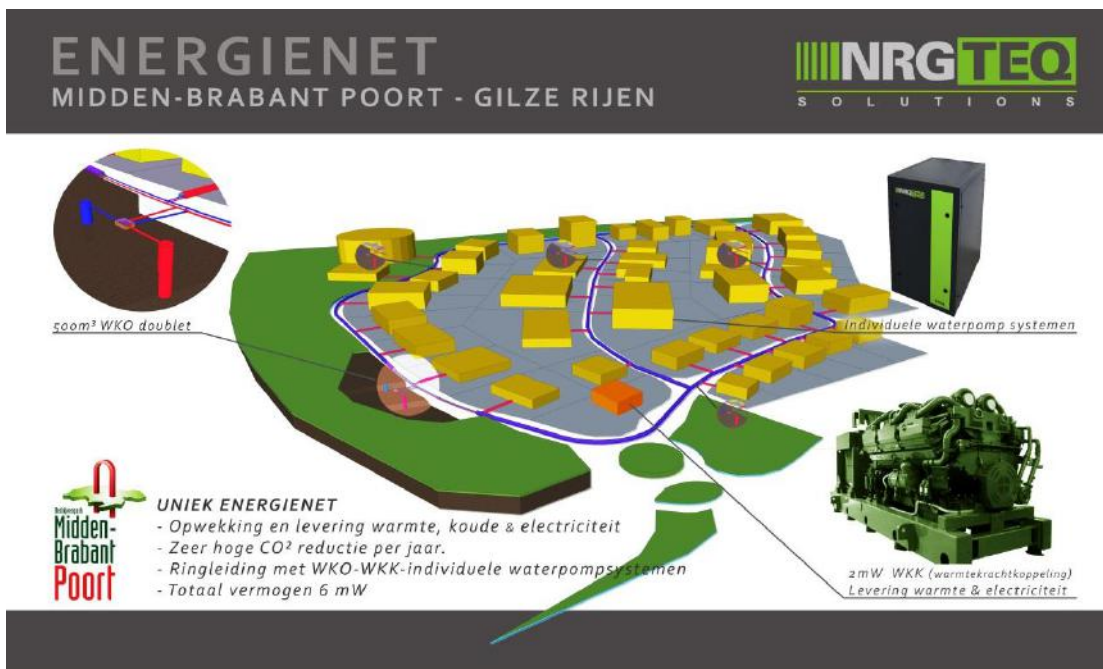 ENERGIENET
MIDDEN-BRABANT POORT - GILZE RIJEN
NRGTEQ
SOLUTIONS
500m³ WKO doublet
NRGTEQ
Individuele waterpomp systemen
Midden-
Brabant
Poort
UNIEK ENERGIENET
- Opwekking en levering warmte, koude & electriciteit
- Zeer hoge CO² reductie per jaar.
- Ringleiding met WKO-WKK-individuele waterpompsystemen
- Totaal vermogen 6 mW
2mW WKK (warmtekrachtkoppeling)
Levering warmte & electriciteit